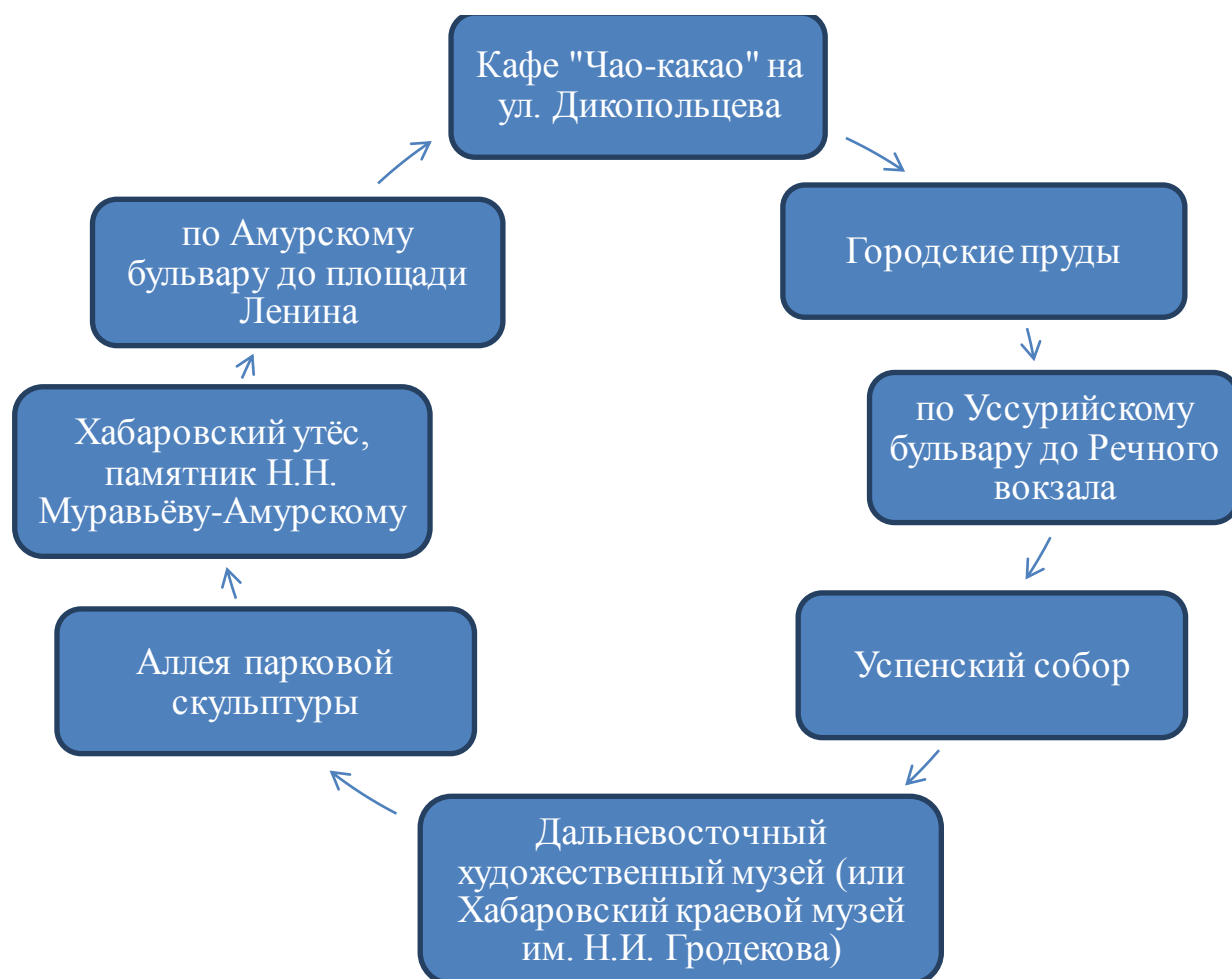 Кафе "Чао-какао" на
ул. Дикопольцева
Городские пруды
по Уссурийскому
бульвару до Речного
вокзала
Успенский собор
Дальневосточный
художественный музей (или
Хабаровский краевой музей
им. Н.И. Гродекова)
Аллея парковой
скульптуры
Хабаровский утёс,
памятник Н.Н.
Муравьёву-Амурскому
по Амурскому
бульвару до площади
Ленина